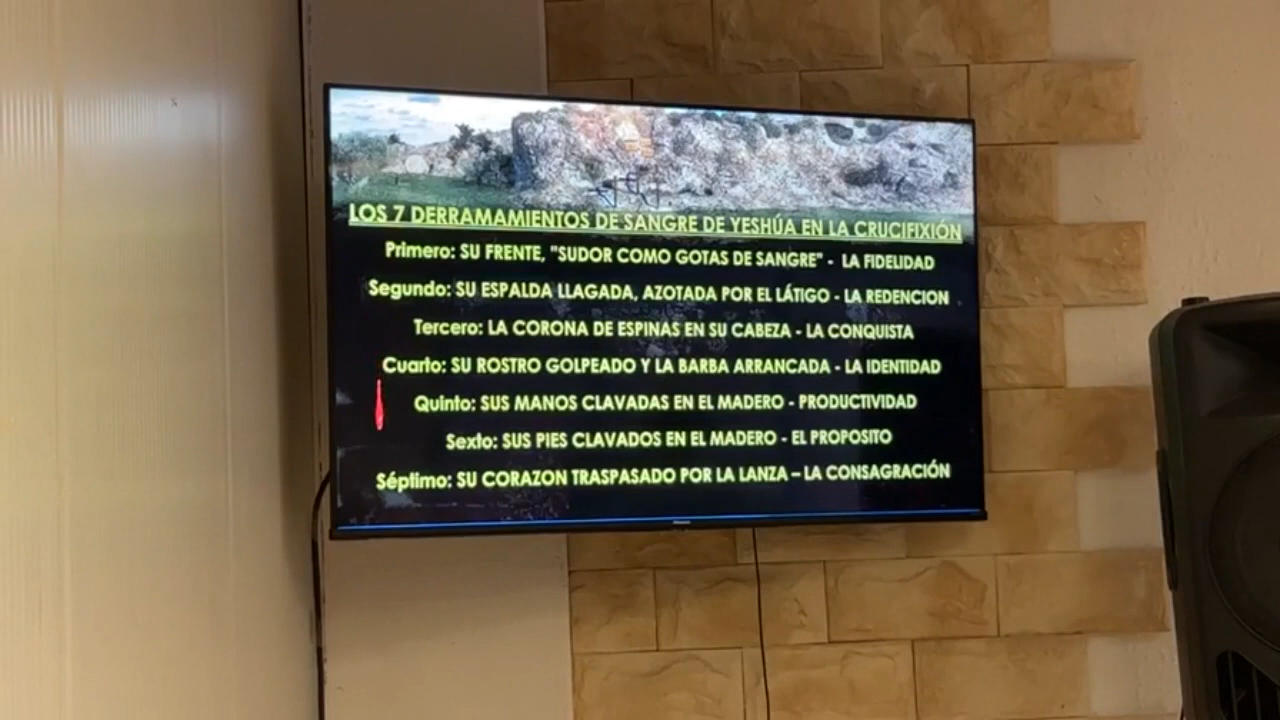 LOS 7 DERRAMAMIENTOS DE SANGRE DE YESHÚA EN LA CRUCIFIXIÓN
Primero: SU FRENTE, "SUDOR COMO GOTAS DE SANGRE" - LA FIDELIDAD
Segundo: SU ESPALDA LLAGADA, AZOTADA POR EL LÁTIGO - LA REDENCION
Tercero: LA CORONA DE ESPINAS EN SU CABEZA - LA CONQUISTA
Cuarto: SU ROSTRO GOLPEADO Y LA BARBA ARRANCADA - LA IDENTIDAD
Quinto: SUS MANOS CLAVADAS EN EL MADERO - PRODUCTIVIDAD
Sexto: SUS PIES CLAVADOS EN EL MADERO - EL PROPOSITO
Séptimo: SU CORAZON TRASPASADO POR LA LANZA – LA CONSAGRACIÓN